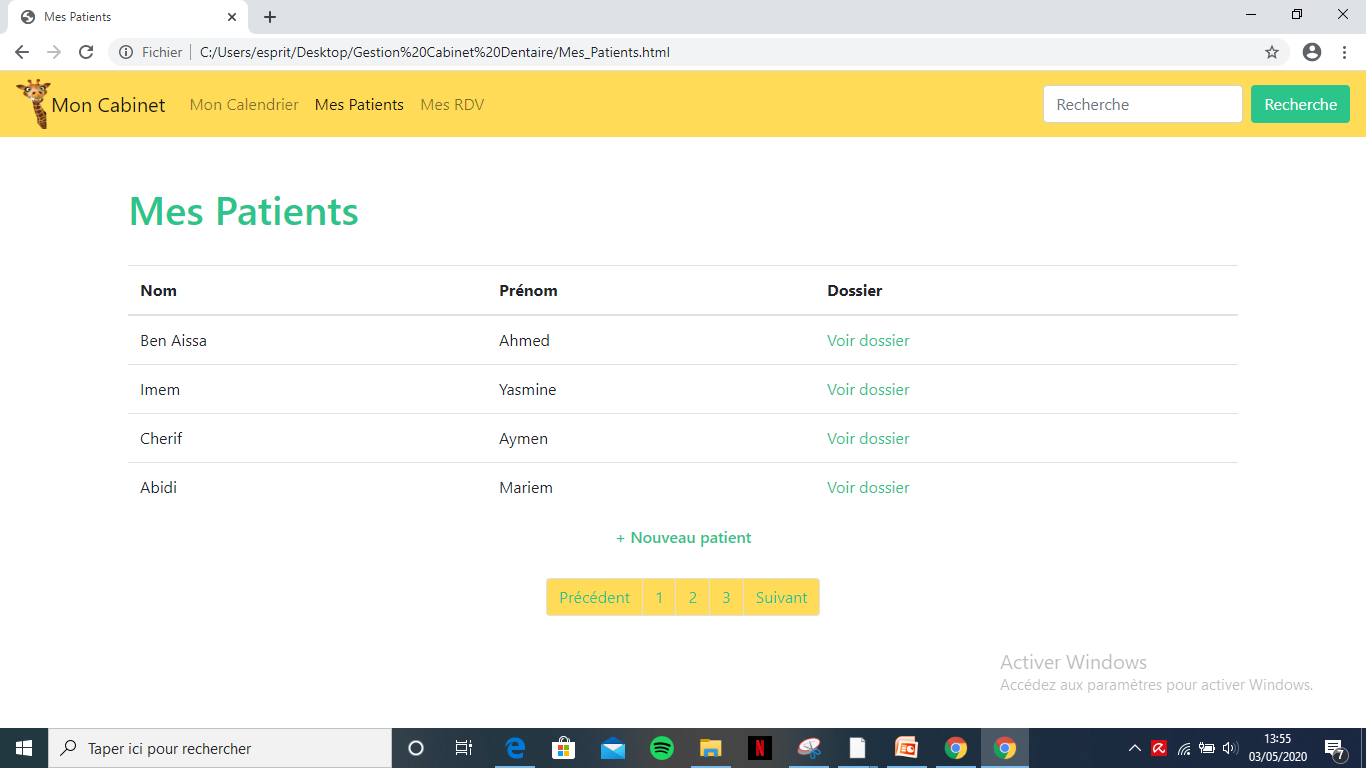 Mes Patients
Fichier C:/Users/esprit/Desktop/Gestion%20Cabinet%20Dentaire/Mes_Patients.html
Mon Cabinet Mon Calendrier Mes Patients Mes RDV Recherche Recherche
Mes Patients
Nom Prénom Dossier
Ben Aissa Ahmed Voir dossier
Imem Yasmine Voir dossier
Cherif Aymen Voir dossier
Abidi Mariem Voir dossier
+ Nouveau patient
Précédent 1 2 3 Suivant
Activer Windows
Accédez aux paramètres pour activer Windows.
Taper ici pour rechercher
13:55
03/05/2020
7